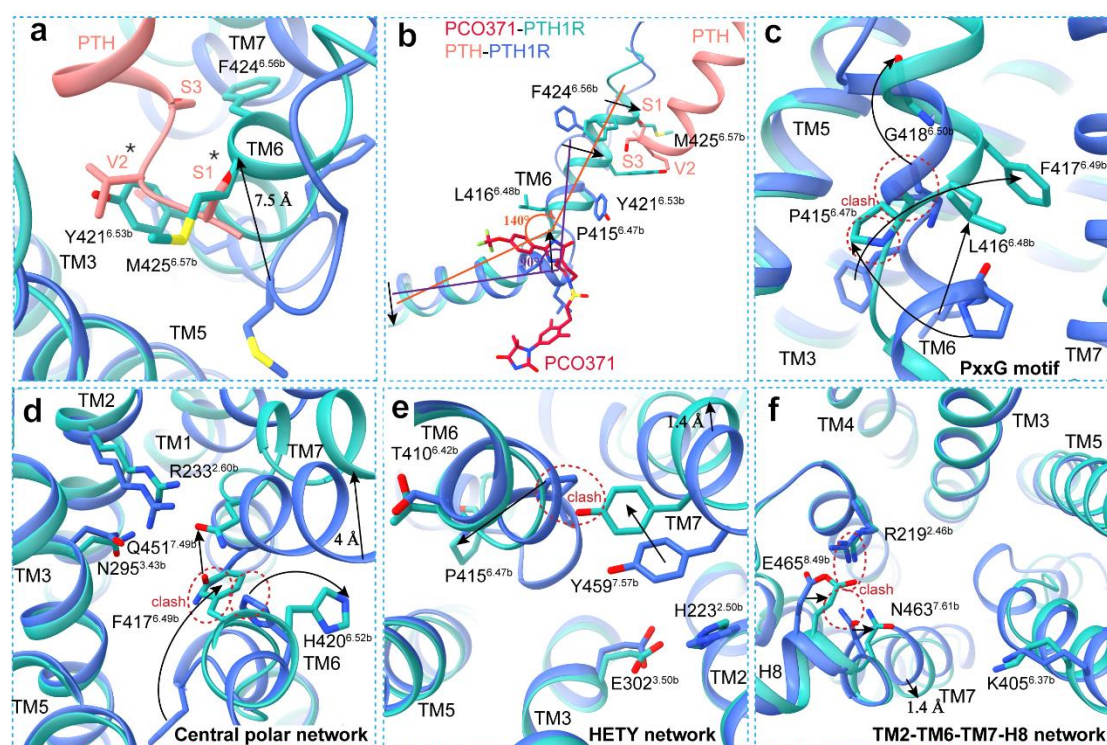 a
PTH
TM7
F424^6.56b
S3
V2
*
S1
*
TM6
7.5 Å
Y421^6.53b
TM3
M425^6.57b
TM5
b
PCO371-PTH1R
PTH-PTH1R
PTH
F424^6.56b
S1
M425^6.57b
S3
V2
TM6
L416^6.48b
Y421^6.53b
140°
P415^6.47b
90°
PCO371
c
TM5
G418^6.50b
F417^6.49b
clash
P415^6.47b
L416^6.48b
TM3
TM6
TM7
PxxG motif
d
TM2
TM1
TM7
R233^2.60b
Q451^7.49b
TM3
N295^3.43b
4 Å
clash
F417^6.49b
H420^6.52b
TM6
TM5
Central polar network
e
1.4 Å
TM6
T410^6.42b
clash
TM7
P415^6.47b
Y459^7.57b
H223^2.50b
E302^3.50b
TM2
TM5
TM3
HETY network
f
TM4
TM3
TM5
R219^2.46b
E465^8.49b
clash
N463^7.61b
H8
K405^6.37b
TM7
1.4 Å
TM2-TM6-TM7-H8 network